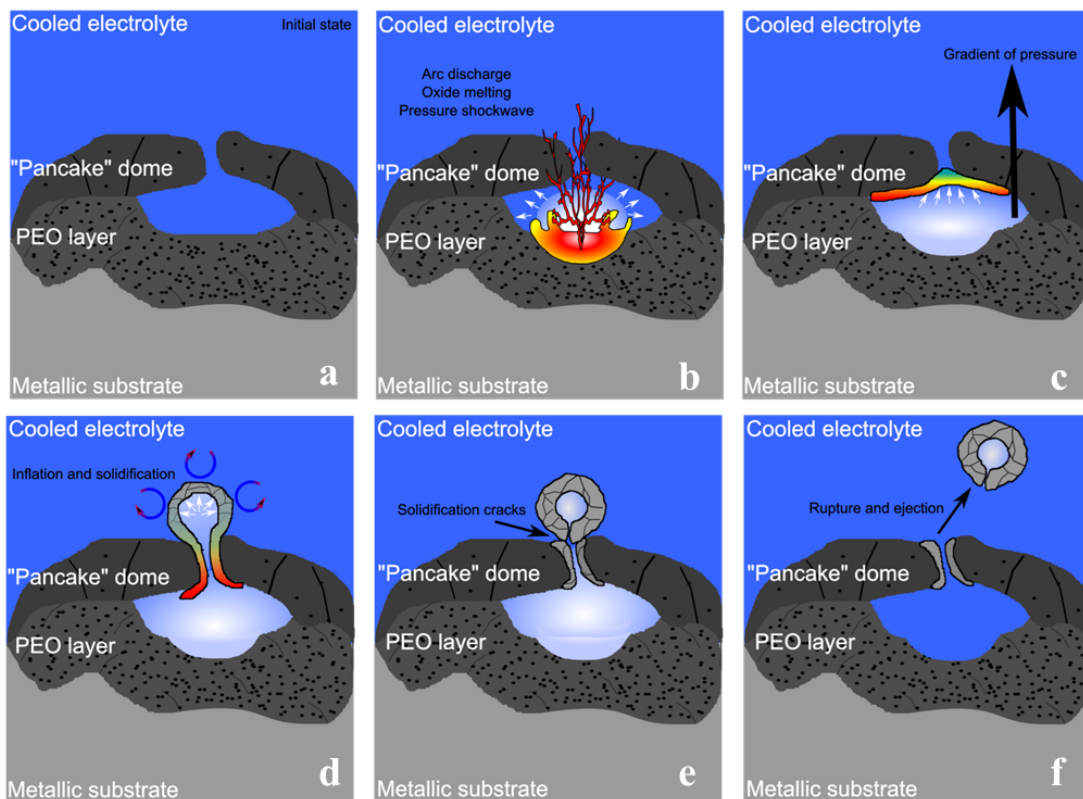 Cooled electrolyte
Initial state
"Pancake" dome
PEO layer
Metallic substrate
a
Cooled electrolyte
Arc discharge
Oxide melting
Pressure shockwave
"Pancake" dome
PEO layer
Metallic substrate
b
Cooled electrolyte
Gradient of pressure
"Pancake" dome
PEO layer
Metallic substrate
c
Cooled electrolyte
Inflation and solidification
"Pancake" dome
PEO layer
Metallic substrate
d
Cooled electrolyte
Solidification cracks
"Pancake" dome
PEO layer
Metallic substrate
e
Cooled electrolyte
Rupture and ejection
"Pancake" dome
PEO layer
Metallic substrate
f